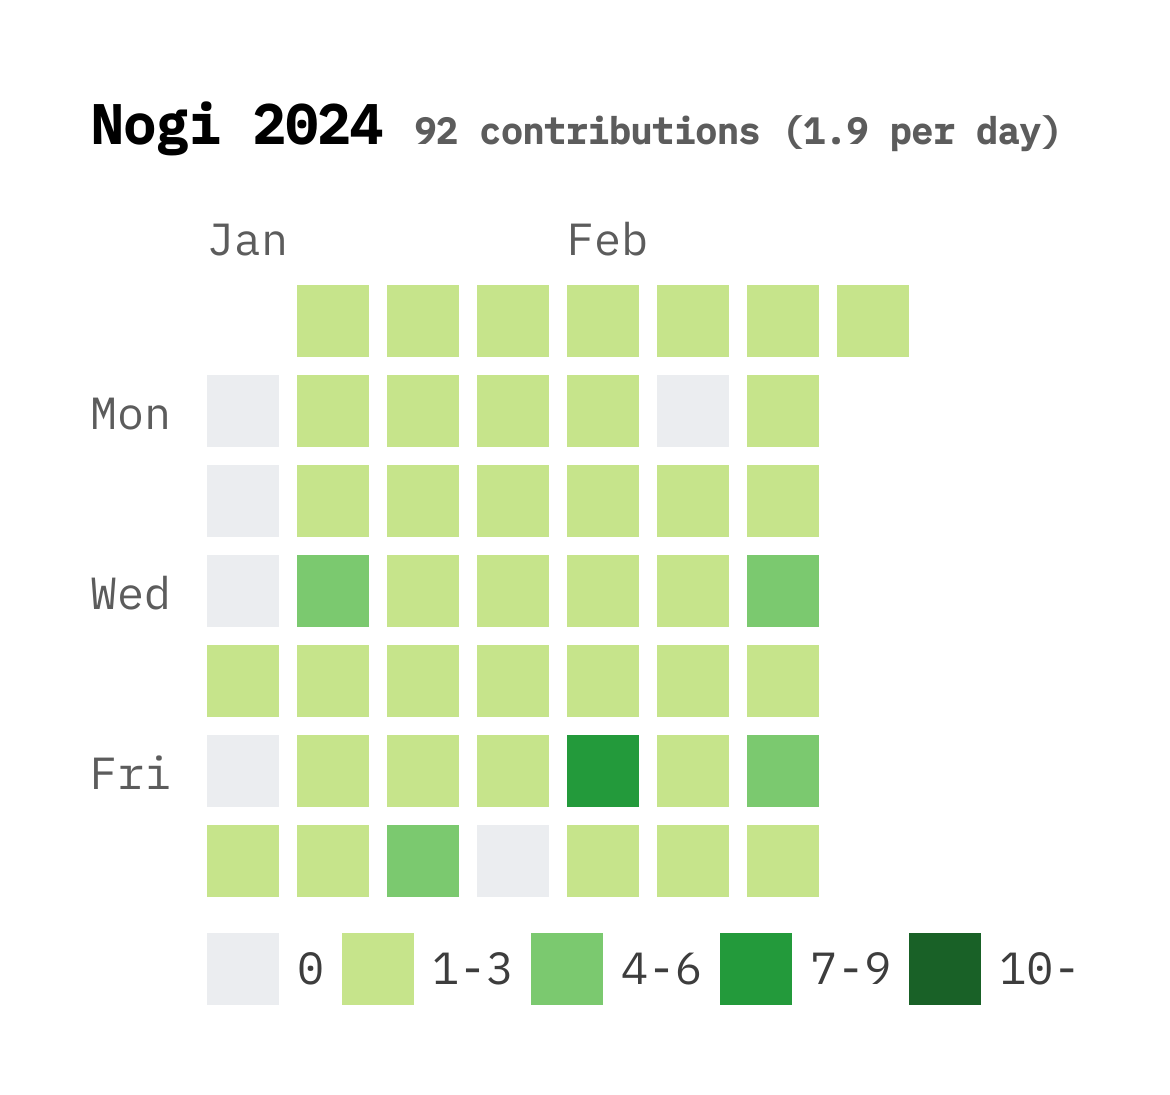 Nogi 2024 92 contributions (1.9 per day)
Jan Feb
Mon
Wed
Fri
0 1-3 4-6 7-9 10-